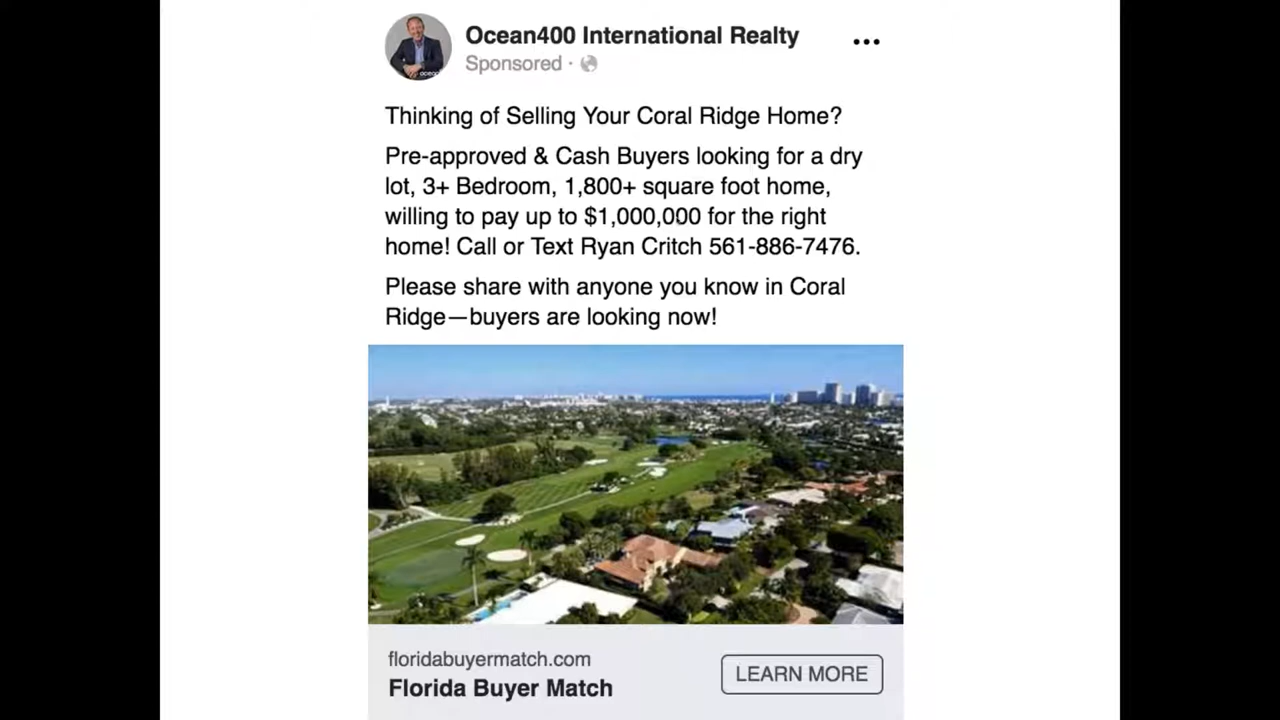 Ocean400 International Realty
Sponsored ·
Thinking of Selling Your Coral Ridge Home?
Pre-approved & Cash Buyers looking for a dry
lot, 3+ Bedroom, 1,800+ square foot home,
willing to pay up to $1,000,000 for the right
home! Call or Text Ryan Critch 561-886-7476.
Please share with anyone you know in Coral
Ridge—buyers are looking now!
floridabuyermatch.com
Florida Buyer Match
LEARN MORE